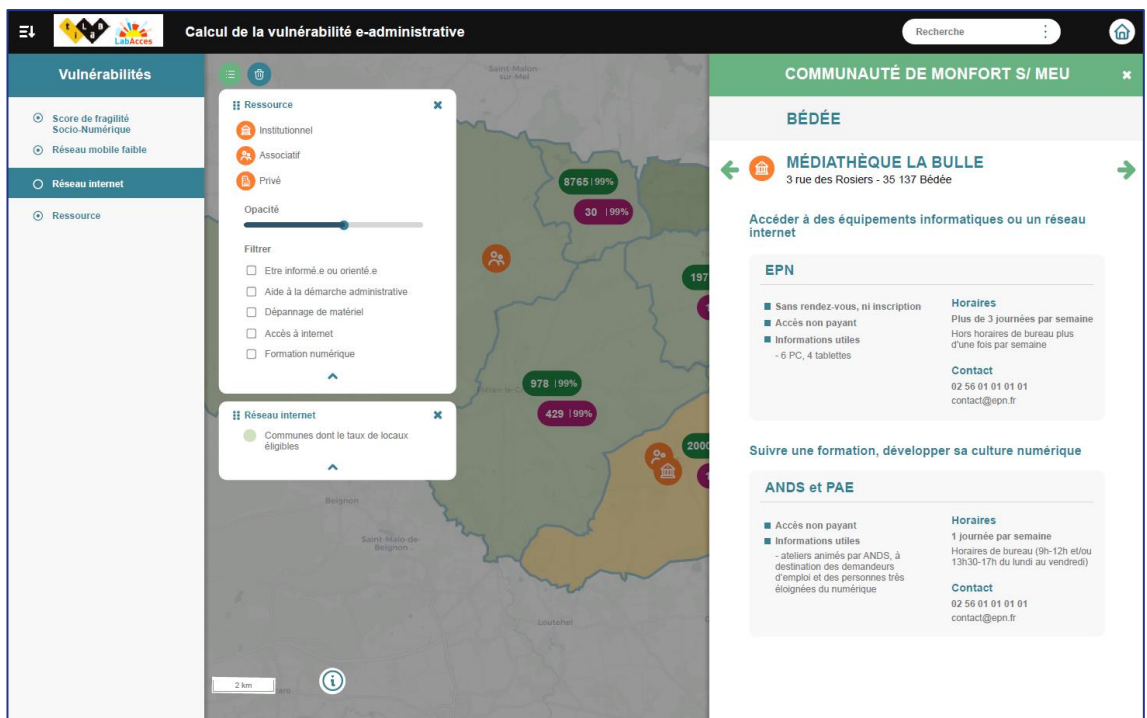 ti LaB
LabAcces
Calcul de la vulnérabilité e-administrative
Recherche
Vulnérabilités
Score de fragilité
Socio-Numérique
Réseau mobile faible
Réseau internet
Ressource
Saint-Malon-
sur-Mel
Ressource
Institutionnel
Associatif
Privé
Opacité
Filtrer
Etre informé.e ou orienté.e
Aide à la démarche administrative
Dépannage de matériel
Accès à internet
Formation numérique
Réseau internet
Communes dont le taux de locaux
éligibles
8765 | 99%
30 | 99%
197
1
978 | 99%
429 | 99%
2000
1
Beignon
Saint-Malo-de-
Beignon
Loutehel
2 km
COMMUNAUTÉ DE MONFORT S/ MEU
BÉDÉE
MÉDIATHÈQUE LA BULLE
3 rue des Rosiers - 35 137 Bédée
Accéder à des équipements informatiques ou un réseau
internet
EPN
Sans rendez-vous, ni inscription
Accès non payant
Informations utiles
- 6 PC, 4 tablettes
Horaires
Plus de 3 journées par semaine
Hors horaires de bureau plus
d'une fois par semaine
Contact
02 56 01 01 01 01
contact@epn.fr
Suivre une formation, développer sa culture numérique
ANDS et PAE
Accès non payant
Informations utiles
- ateliers animés par ANDS, à
destination des demandeurs
d'emploi et des personnes très
éloignées du numérique
Horaires
1 journée par semaine
Horaires de bureau (9h-12h et/ou
13h30-17h du lundi au vendredi)
Contact
02 56 01 01 01 01
contact@epn.fr